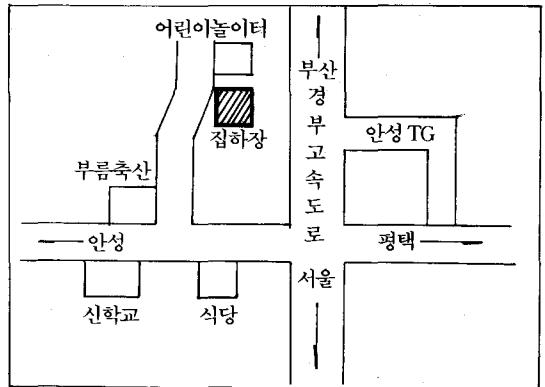 어린이놀이터
부산
경부고속도로
안성 TG
집하장
부름축산
안성
평택
신학교
식당
서울